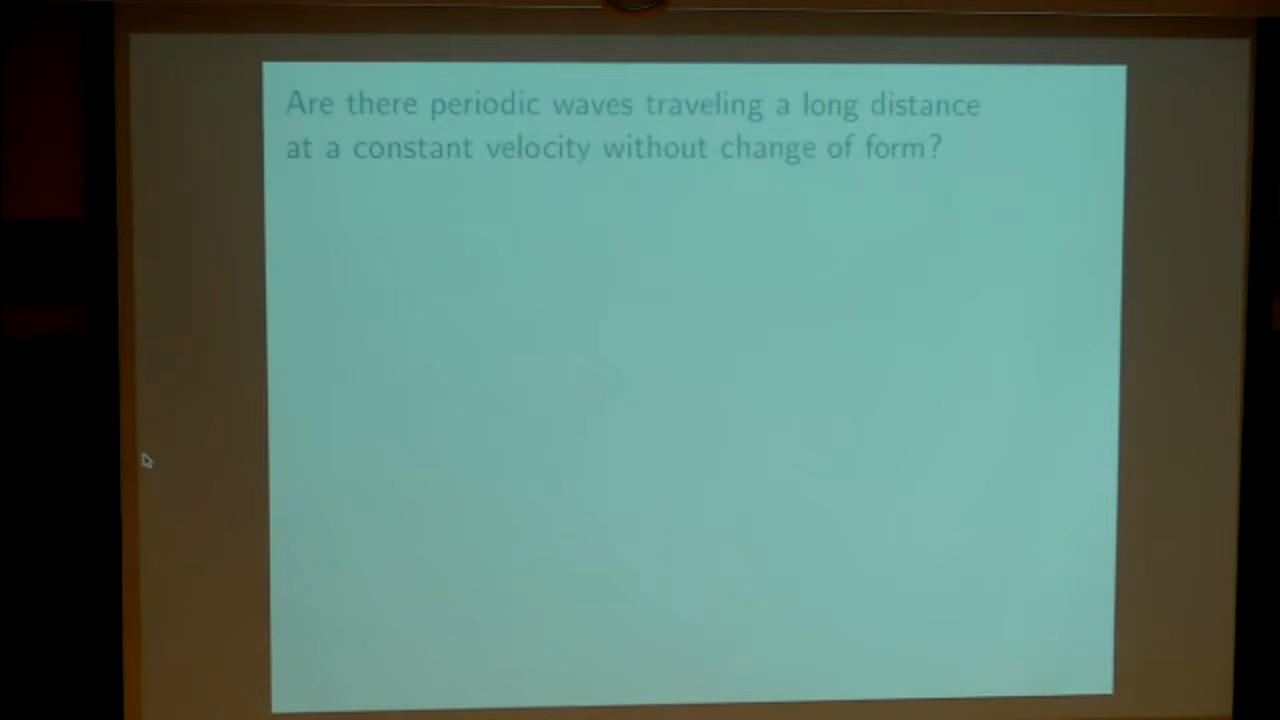 Are there periodic waves traveling a long distance
at a constant velocity without change of form?